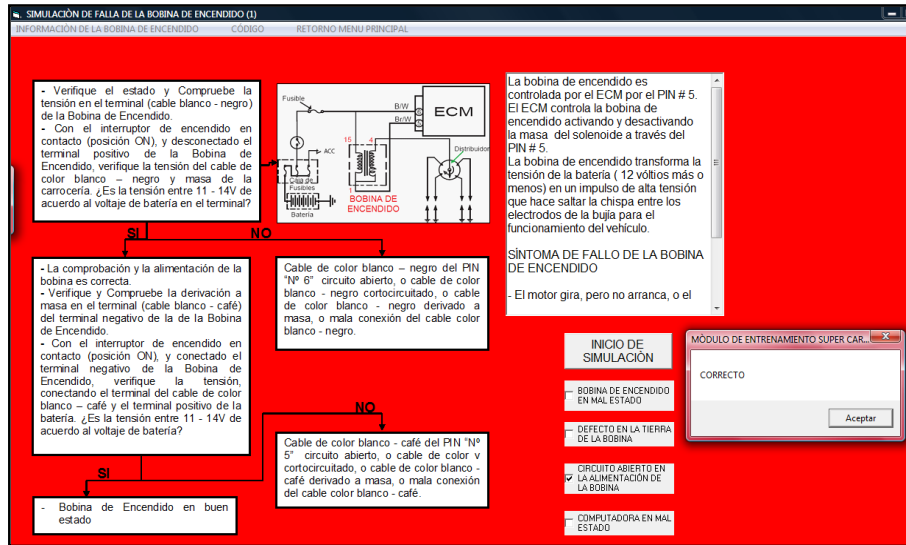 SIMULACIÒN DE FALLA DE LA BOBINA DE ENCENDIDO (1)
INFORMACIÒN DE LA BOBINA DE ENCENDIDO CÓDIGO RETORNO MENU PRINCIPAL
- Verifique el estado y Compruebe la
tensión en el terminal (cable blanco - negro)
de la Bobina de Encendido.
- Con el interruptor de encendido en
contacto (posición ON), y desconectado el
terminal positivo de la Bobina de
Encendido, verifique la tensión del cable de
color blanco – negro y masa de la
carrocería. ¿Es la tensión entre 11 - 14V de
acuerdo al voltaje de batería en el terminal?
Fusible
B/W
Br/W
ECM
ACC
15
4
1
Distribuidor
Caja de
Fusibles
Batería
BOBINA DE
ENCENDIDO
La bobina de encendido es
controlada por el ECM por el PIN # 5.
El ECM controla la bobina de
encendido activando y desactivando
la masa del solenoide a través del
PIN # 5.
La bobina de encendido transforma la
tensión de la batería ( 12 vóltios más o
menos) en un impulso de alta tensión
que hace saltar la chispa entre los
electrodos de la bujía para el
funcionamiento del vehículo.
SÍNTOMA DE FALLO DE LA BOBINA
DE ENCENDIDO
- El motor gira, pero no arranca, o el
SI
NO
- La comprobación y la alimentación de la
bobina es correcta.
- Verifique y Compruebe la derivación a
masa en el terminal (cable blanco - café)
del terminal negativo de la de la Bobina
de Encendido.
- Con el interruptor de encendido en
contacto (posición ON), y conectado el
terminal negativo de la Bobina de
Encendido, verifique la tensión,
conectando el terminal del cable de color
blanco – café y el terminal positivo de la
batería. ¿Es la tensión entre 11 - 14V de
acuerdo al voltaje de batería?
Cable de color blanco – negro del PIN
"Nº 6" circuito abierto, o cable de color
blanco - negro cortocircuitado, o cable
de color blanco - negro derivado a
masa, o mala conexión del cable color
blanco - negro.
NO
Cable de color blanco - café del PIN "Nº
5" circuito abierto, o cable de color v
cortocircuitado, o cable de color blanco -
café derivado a masa, o mala conexión
del cable color blanco - café.
SI
- Bobina de Encendido en buen
estado
INICIO DE
SIMULACIÒN
BOBINA DE ENCENDIDO
EN MAL ESTADO
DEFECTO EN LA TIERRA
DE LA BOBINA
CIRCUITO ABIERTO EN
LA ALIMENTACIÓN DE
LA BOBINA
COMPUTADORA EN MAL
ESTADO
MÒDULO DE ENTRENAMIENTO SUPER CAR...
CORRECTO
Aceptar